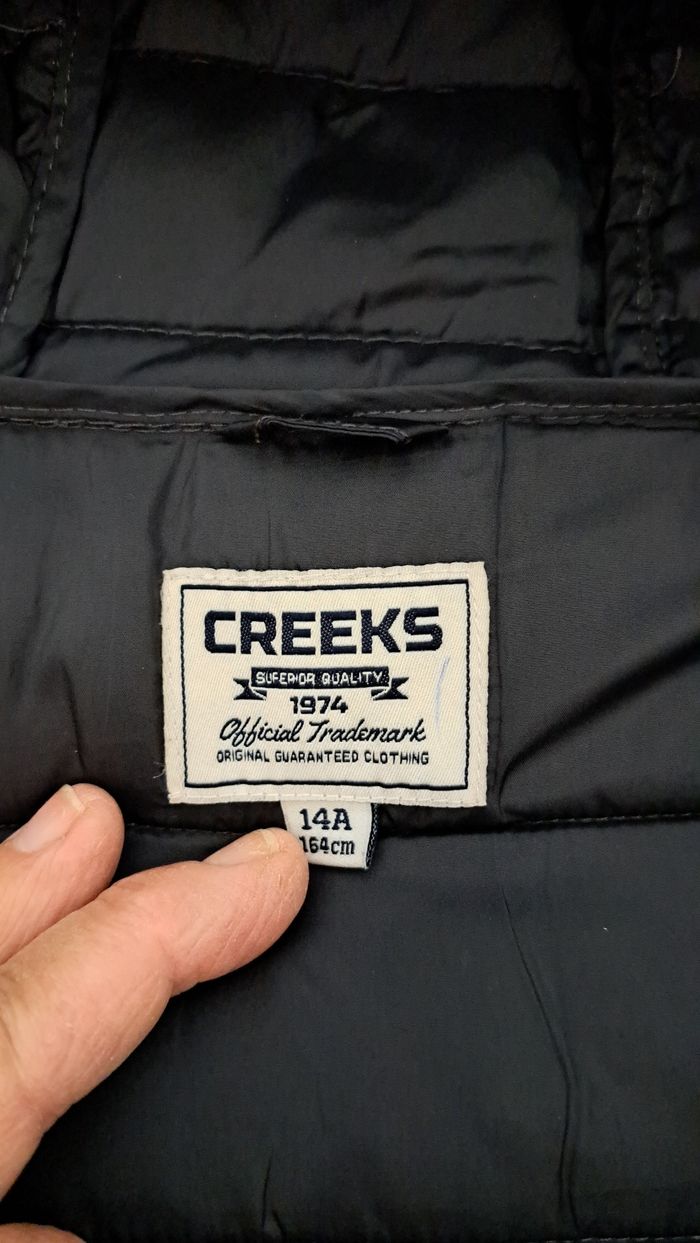 CREEKS
SUPERIOR QUALITY
1974
Official Trademark
ORIGINAL GUARANTEED CLOTHING
14A
164cm